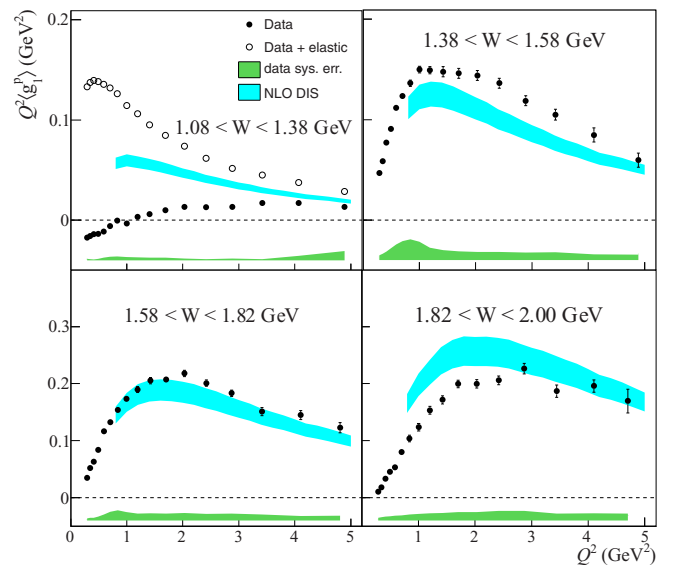 Q²⟨g₁ᵖ⟩ (GeV²)
0.2
0.1
0
Data
Data + elastic
data sys. err.
NLO DIS
1.08 < W < 1.38 GeV
1.38 < W < 1.58 GeV
0.3
0.2
0.1
0
1.58 < W < 1.82 GeV
1.82 < W < 2.00 GeV
0 1 2 3 4 5
1 2 3 4 5
Q² (GeV²)